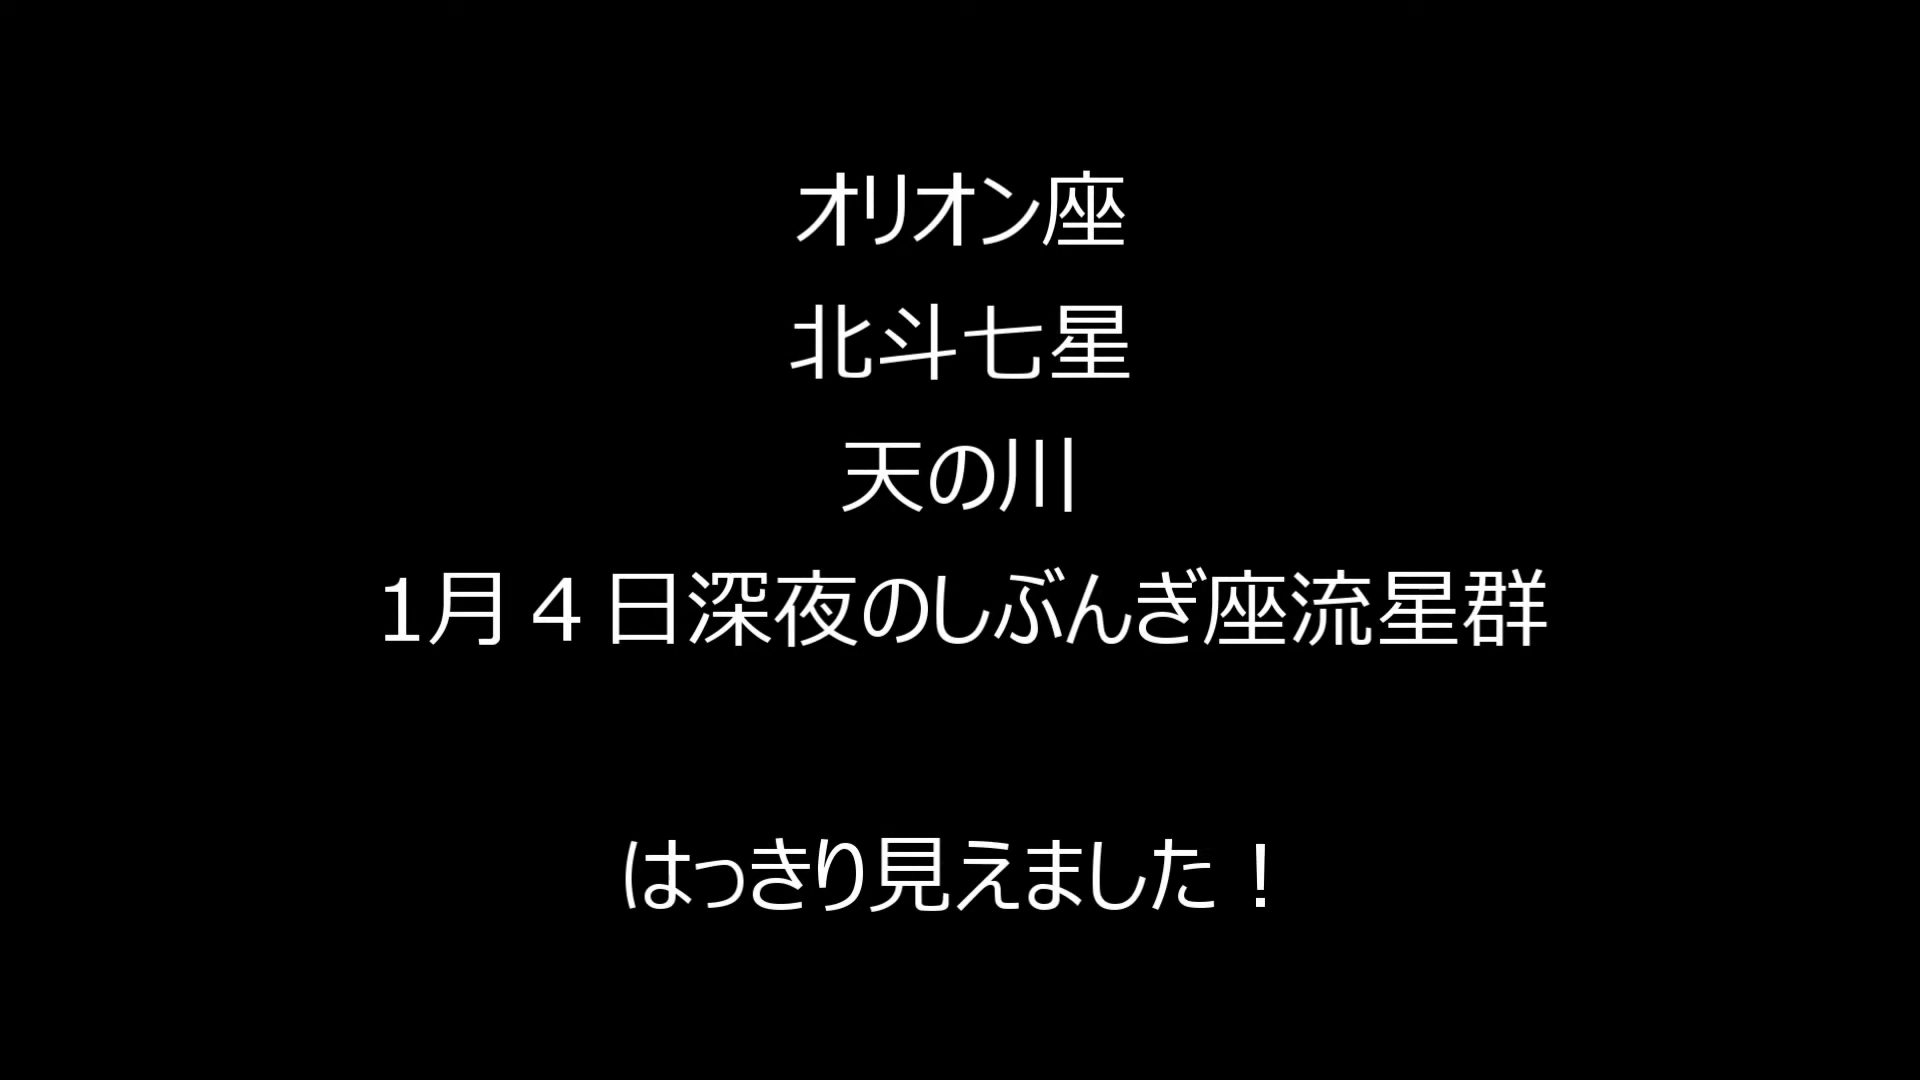 オリオン座
北斗七星
天の川
1月４日深夜のしぶんぎ座流星群
はっきり見えました！